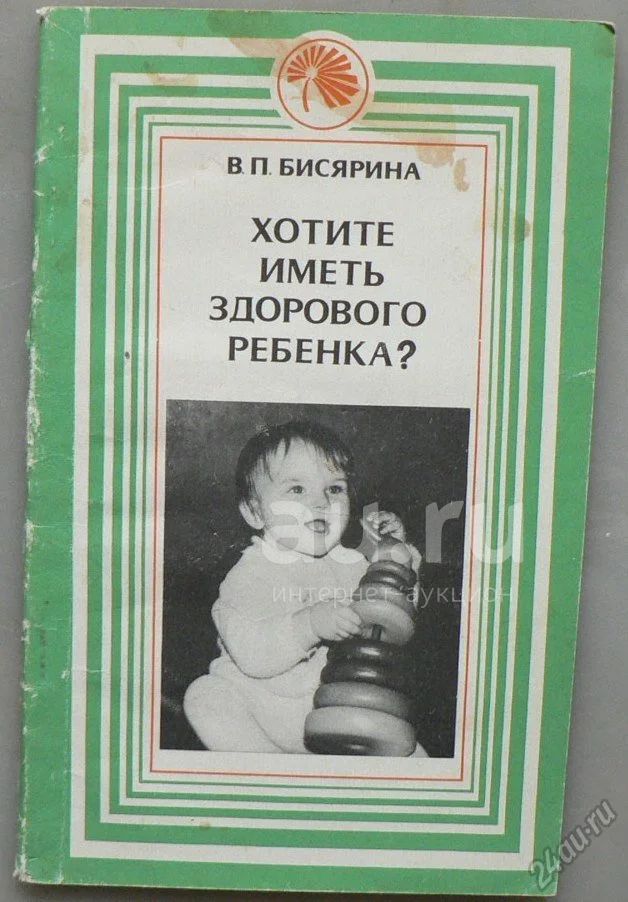 В. П. БИСЯРИНА
ХОТИТЕ
ИМЕТЬ
ЗДОРОВОГО
РЕБЕНКА?
au.ru
интернет-аукцион
24au.ru